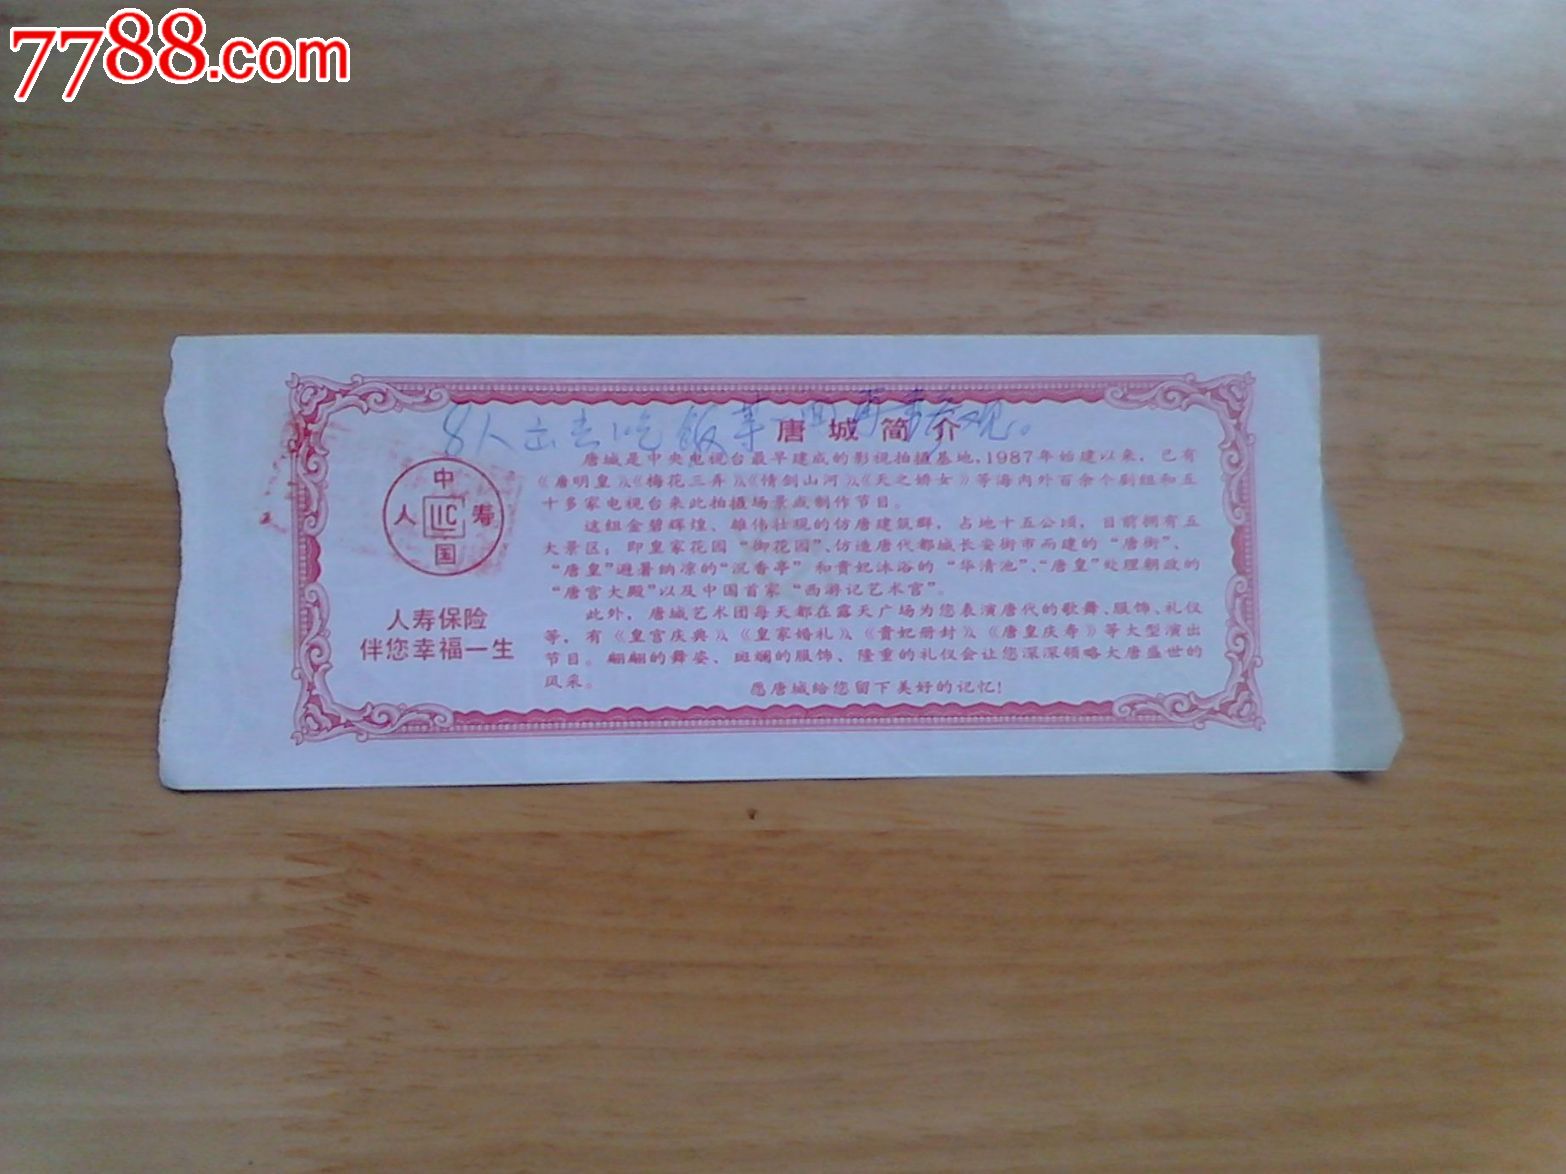 7788.com
8人出去吃饭 回再 参观。
唐城简介
唐城是中央电视台最早建成的影视拍摄基地,1987年始建以来,已有
《唐明皇》、《梅花三弄》、《情剑山河》、《天之娇女》等海内外百余个剧组和五
十多家电视台来此拍摄场景或制作节目。
这组金碧辉煌、雄伟壮观的仿唐建筑群,占地十五公顷,目前拥有五
大景区:即皇家花园“御花园”、仿造唐代都城长安街市而建的“唐街”、
“唐皇”避暑纳凉的“沉香亭”和贵妃沐浴的“华清池”、“唐皇”处理朝政的
“唐宫大殿”以及中国首家“西游记艺术宫”。
此外,唐城艺术团每天都在露天广场为您表演唐代的歌舞、服饰、礼仪
等,有《皇宫庆典》、《皇家婚礼》、《贵妃册封》、《唐皇庆寿》等大型演出
节目。翩翩的舞姿、斑斓的服饰、隆重的礼仪会让您深深领略大唐盛世的
风采。
愿唐城给您留下美好的记忆!
中
人 LIC 寿
国
人寿保险
伴您幸福一生